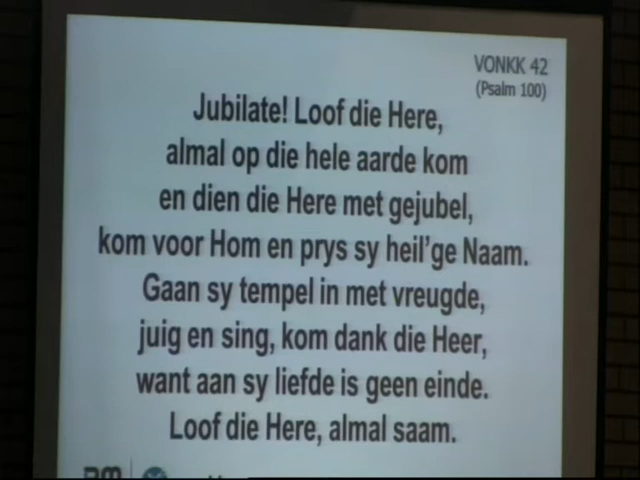 VONKK 42
(Psalm 100)
Jubilate! Loof die Here,
almal op die hele aarde kom
en dien die Here met gejubel,
kom voor Hom en prys sy heil'ge Naam.
Gaan sy tempel in met vreugde,
juig en sing, kom dank die Heer,
want aan sy liefde is geen einde.
Loof die Here, almal saam.